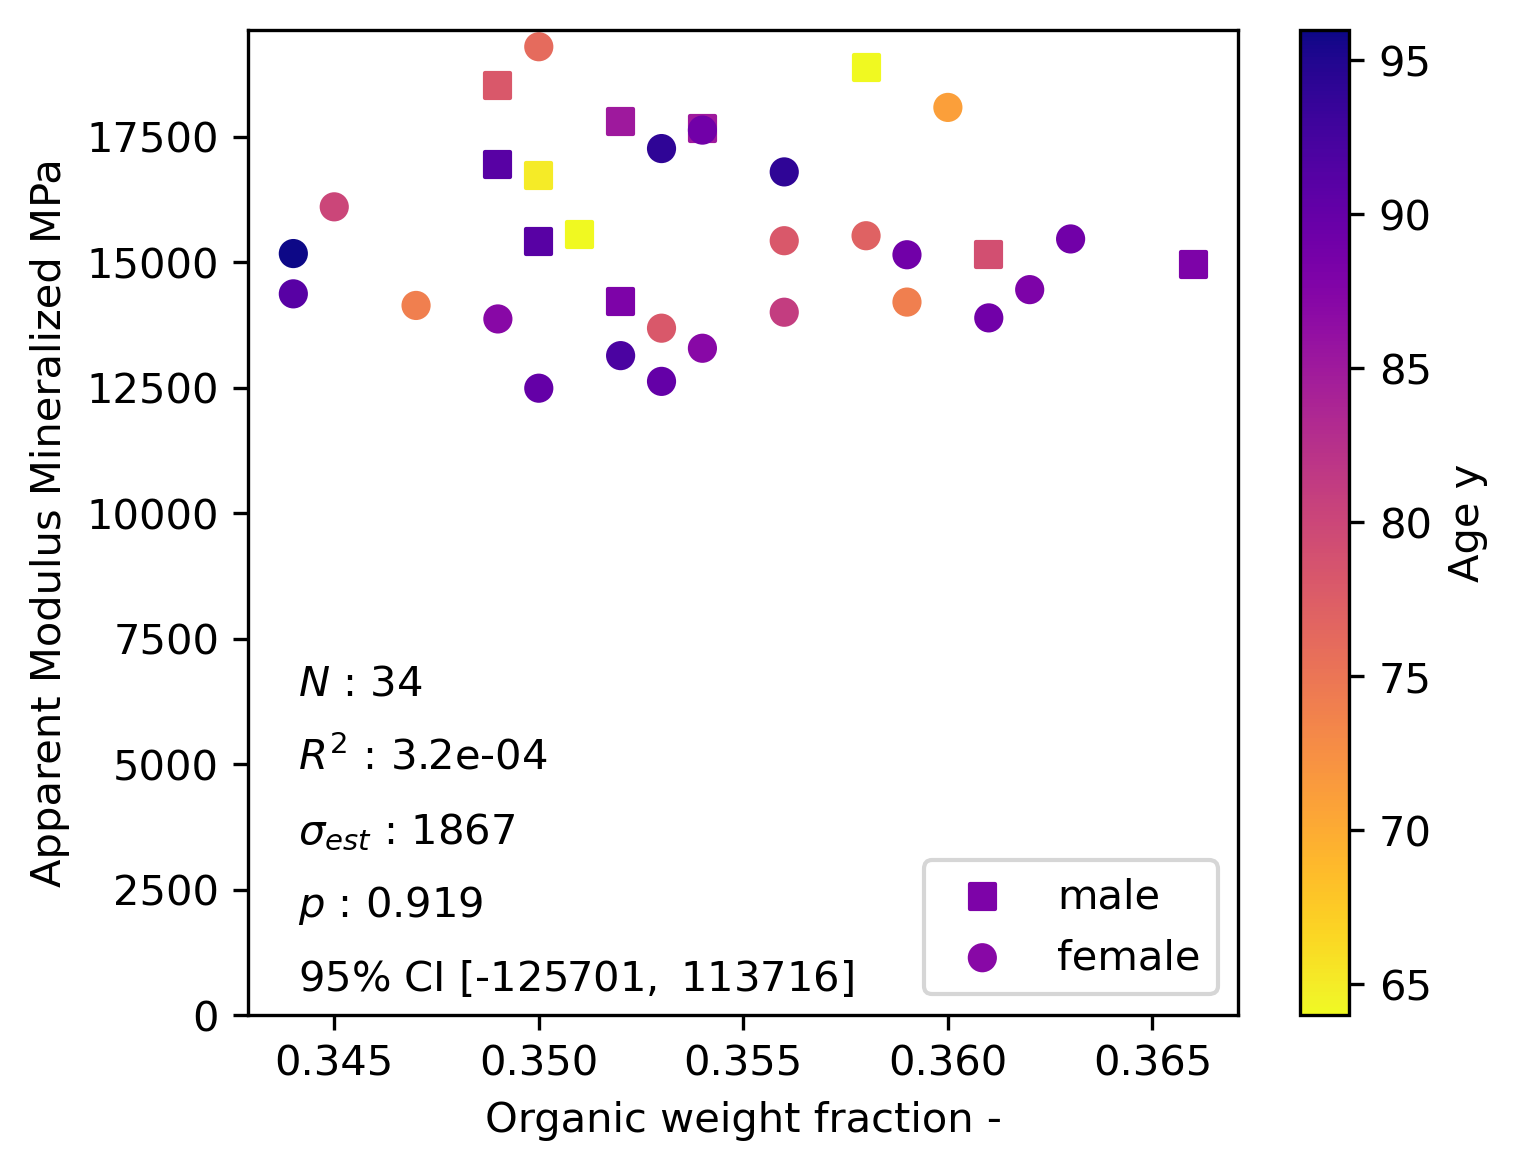 Apparent Modulus Mineralized MPa
17500
15000
12500
10000
7500
5000
2500
0
N : 34
R² : 3.2e-04
σest : 1867
p : 0.919
95% CI [-125701, 113716]
male
female
0.345
0.350
0.355
0.360
0.365
Organic weight fraction -
95
90
85
80
75
70
65
Age y